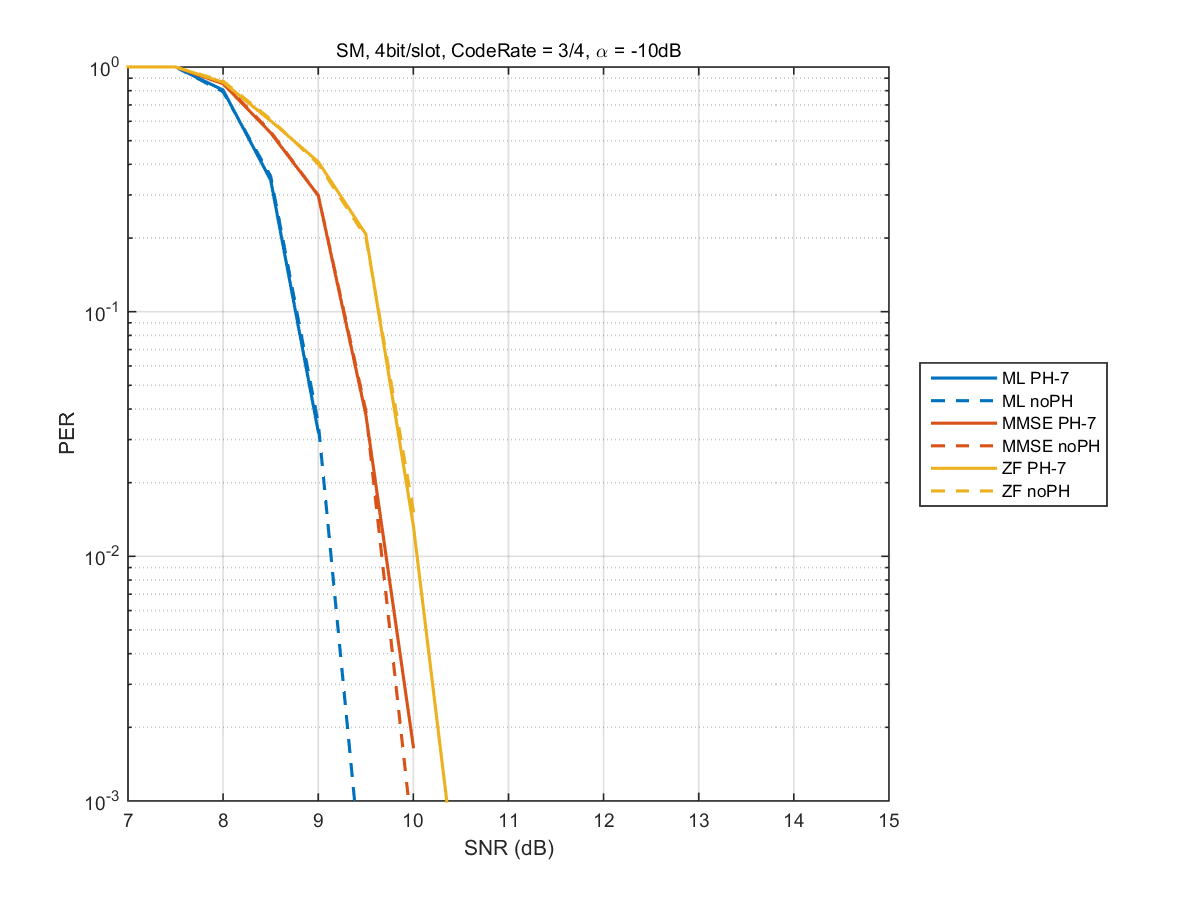 SM, 4bit/slot, CodeRate = 3/4, α = -10dB
10^0
10^-1
10^-2
10^-3
PER
7 8 9 10 11 12 13 14 15
SNR (dB)
ML PH-7
ML noPH
MMSE PH-7
MMSE noPH
ZF PH-7
ZF noPH